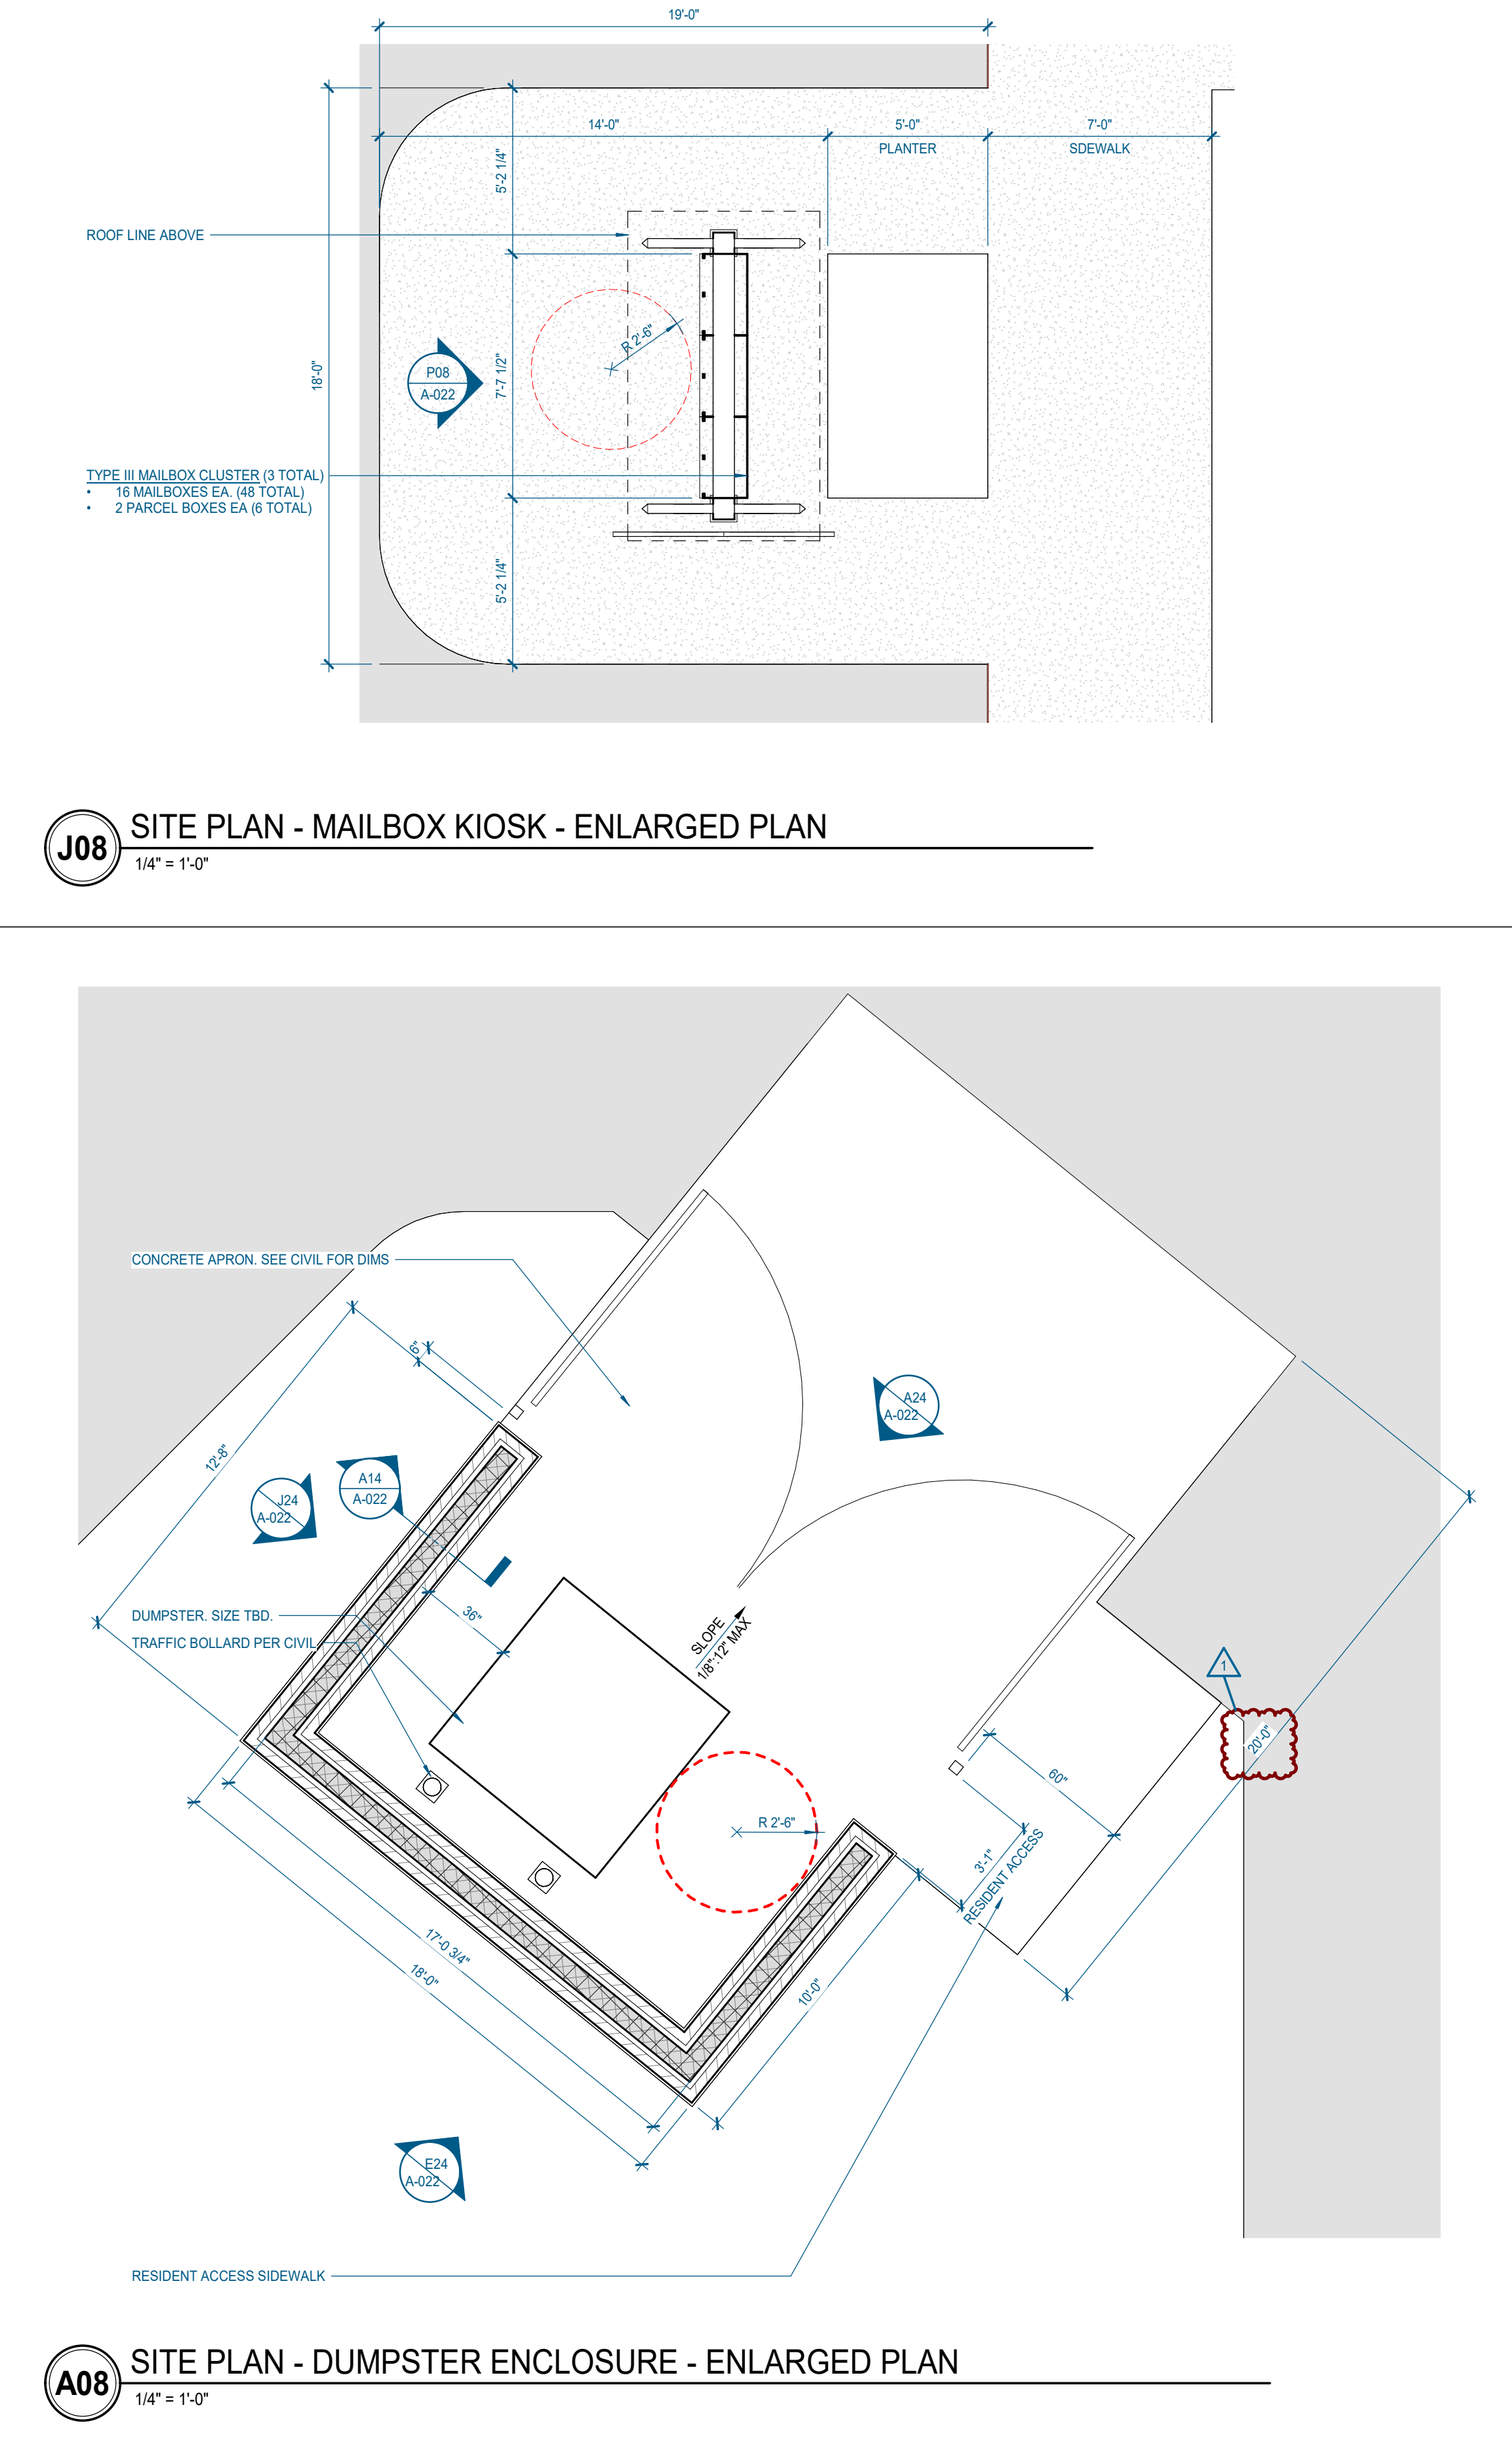 19'-0"
14'-0"
5'-0"
7'-0"
PLANTER
SDEWALK
5'-2 1/4"
ROOF LINE ABOVE
R 2'-6"
P08
A-022
18'-0"
7'-7 1/2"
TYPE III MAILBOX CLUSTER (3 TOTAL)
• 16 MAILBOXES EA. (48 TOTAL)
• 2 PARCEL BOXES EA (6 TOTAL)
5'-2 1/4"
J08
SITE PLAN - MAILBOX KIOSK - ENLARGED PLAN
1/4" = 1'-0"
CONCRETE APRON. SEE CIVIL FOR DIMS
6"
A24
A-022
12'-8"
A14
A-022
J24
A-022
36"
DUMPSTER. SIZE TBD.
TRAFFIC BOLLARD PER CIVIL
SLOPE
1/8":12" MAX
1
20'-0"
60"
R 2'-6"
3'-1"
RESIDENT ACCESS
17'-0 3/4"
18'-0"
10'-0"
E24
A-022
RESIDENT ACCESS SIDEWALK
A08
SITE PLAN - DUMPSTER ENCLOSURE - ENLARGED PLAN
1/4" = 1'-0"